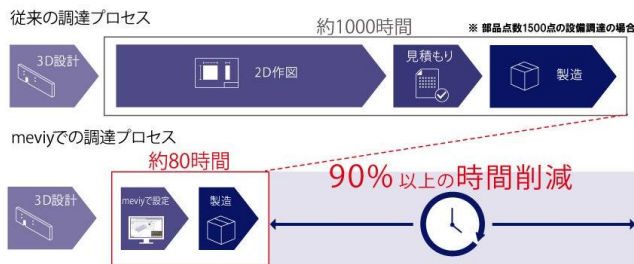 従来の調達プロセス
約1000時間
※ 部品点数1500点の設備調達の場合
3D設計
2D作図
見積もり
製造
meviyでの調達プロセス
約80時間
90% 以上の時間削減
3D設計
meviyで設定
製造